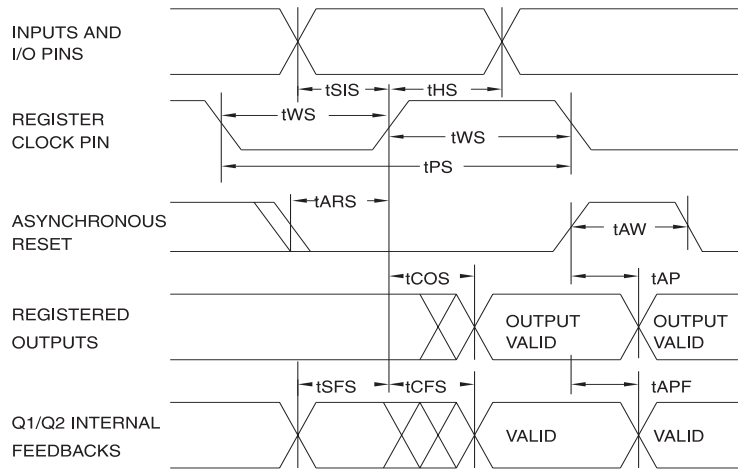 INPUTS AND
I/O PINS
tSIS
tHS
REGISTER
CLOCK PIN
tWS
tWS
tPS
tARS
ASYNCHRONOUS
RESET
tAW
tCOS
tAP
REGISTERED
OUTPUTS
OUTPUT
VALID
OUTPUT
VALID
tSFS
tCFS
tAPF
Q1/Q2 INTERNAL
FEEDBACKS
VALID
VALID